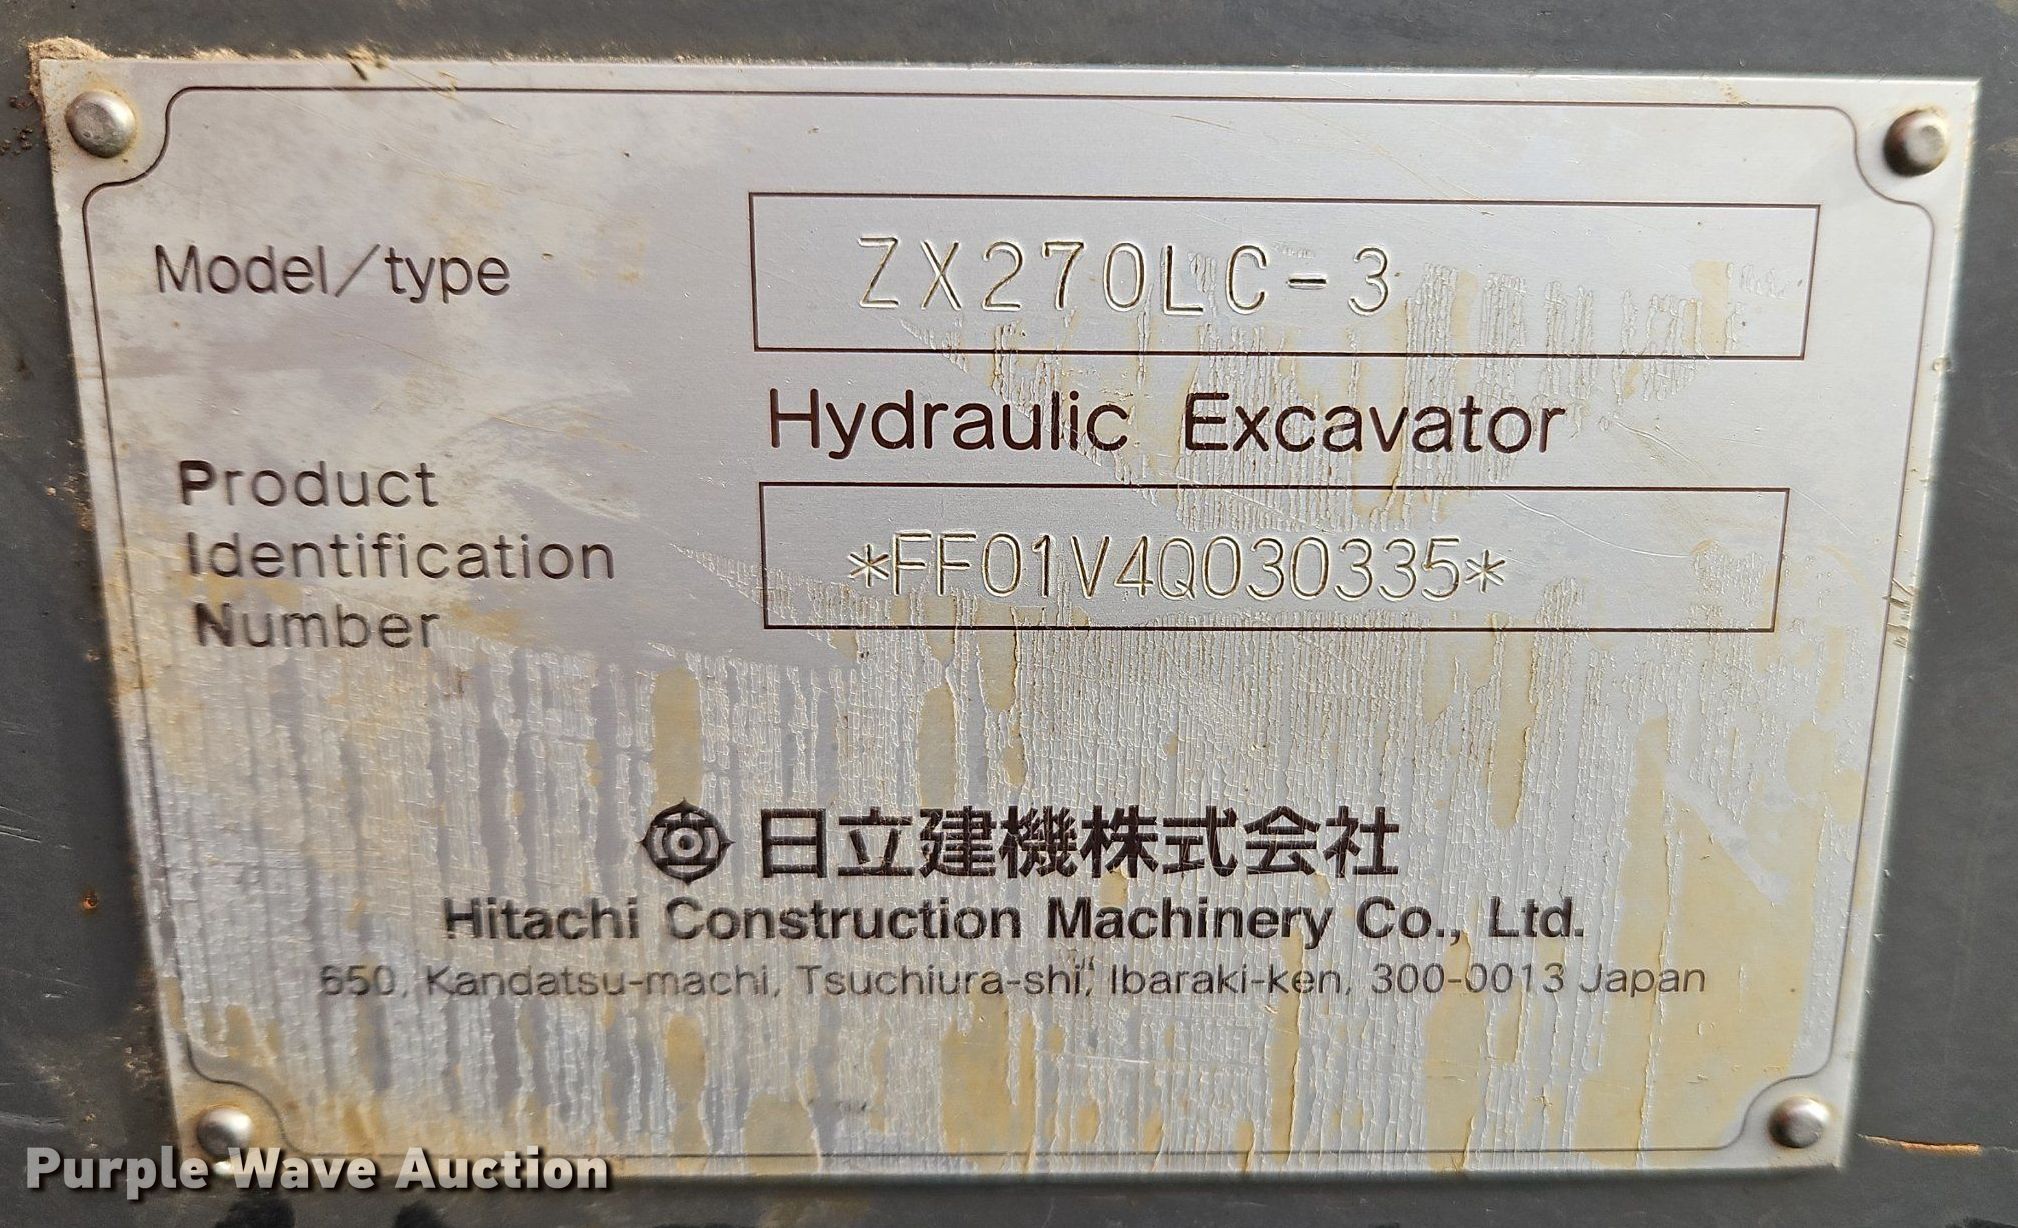 Model/type
ZX270LC-3
Hydraulic Excavator
Product
Identification
Number
*FF01V4Q030335*
日立建機株式会社
Hitachi Construction Machinery Co., Ltd.
650, Kandatsu-machi, Tsuchiura-shi, Ibaraki-ken, 300-0013 Japan
Purple Wave Auction